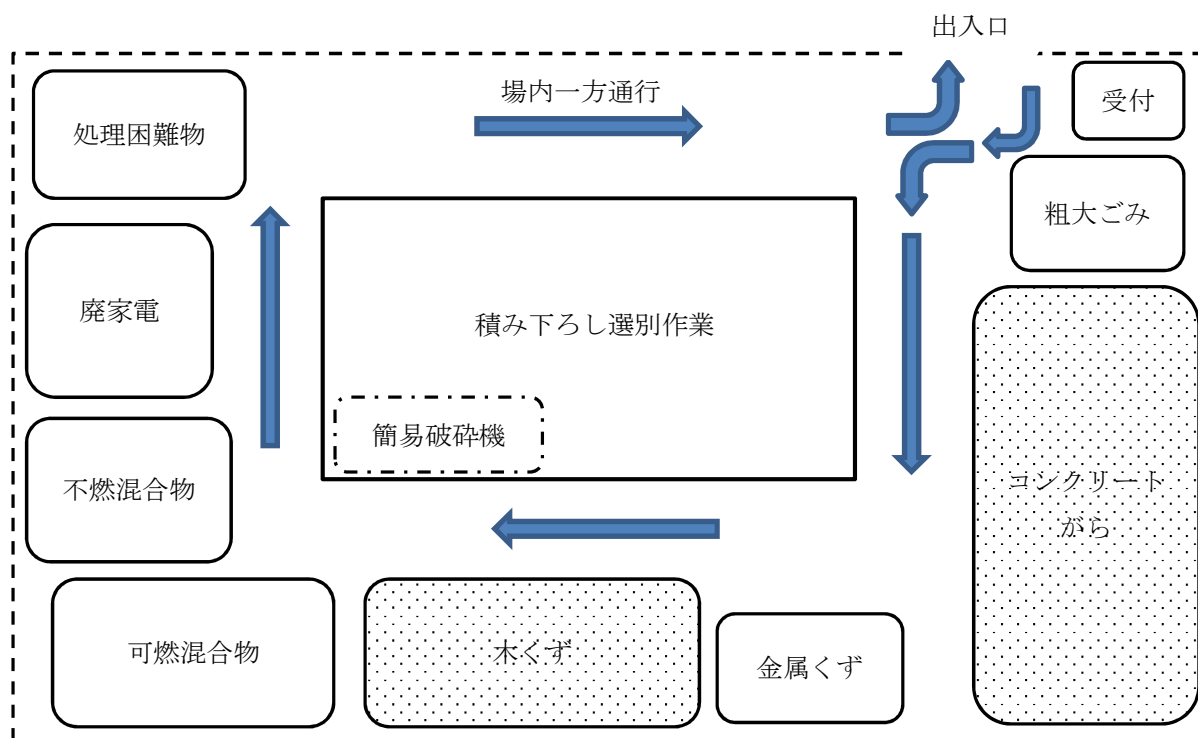 出入口
場内一方通行
受付
処理困難物
粗大ごみ
廃家電
積み下ろし選別作業
簡易破砕機
不燃混合物
コンクリート
がら
可燃混合物
木くず
金属くず